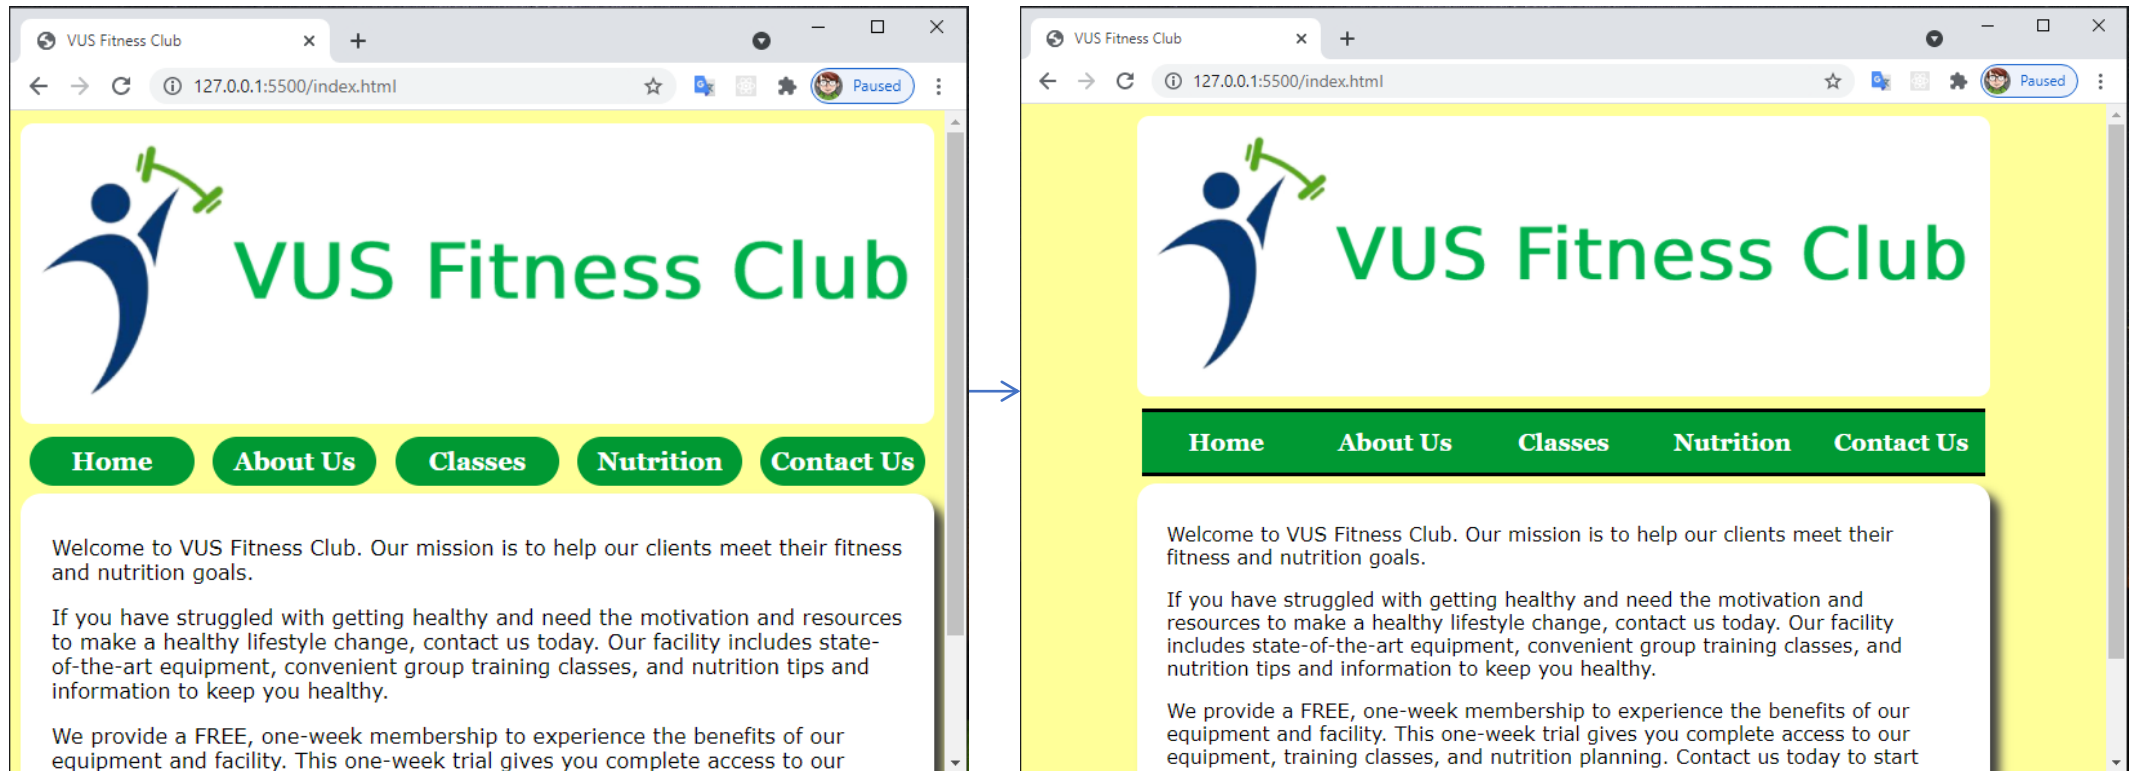 VUS Fitness Club
127.0.0.1:5500/index.html
Paused
VUS Fitness Club
Home About Us Classes Nutrition Contact Us
Welcome to VUS Fitness Club. Our mission is to help our clients meet their fitness
and nutrition goals.
If you have struggled with getting healthy and need the motivation and resources
to make a healthy lifestyle change, contact us today. Our facility includes state-
of-the-art equipment, convenient group training classes, and nutrition tips and
information to keep you healthy.
We provide a FREE, one-week membership to experience the benefits of our
equipment and facility. This one-week trial gives you complete access to our
VUS Fitness Club
127.0.0.1:5500/index.html
Paused
VUS Fitness Club
Home About Us Classes Nutrition Contact Us
Welcome to VUS Fitness Club. Our mission is to help our clients meet their
fitness and nutrition goals.
If you have struggled with getting healthy and need the motivation and
resources to make a healthy lifestyle change, contact us today. Our facility
includes state-of-the-art equipment, convenient group training classes, and
nutrition tips and information to keep you healthy.
We provide a FREE, one-week membership to experience the benefits of our
equipment and facility. This one-week trial gives you complete access to our
equipment, training classes, and nutrition planning. Contact us today to start